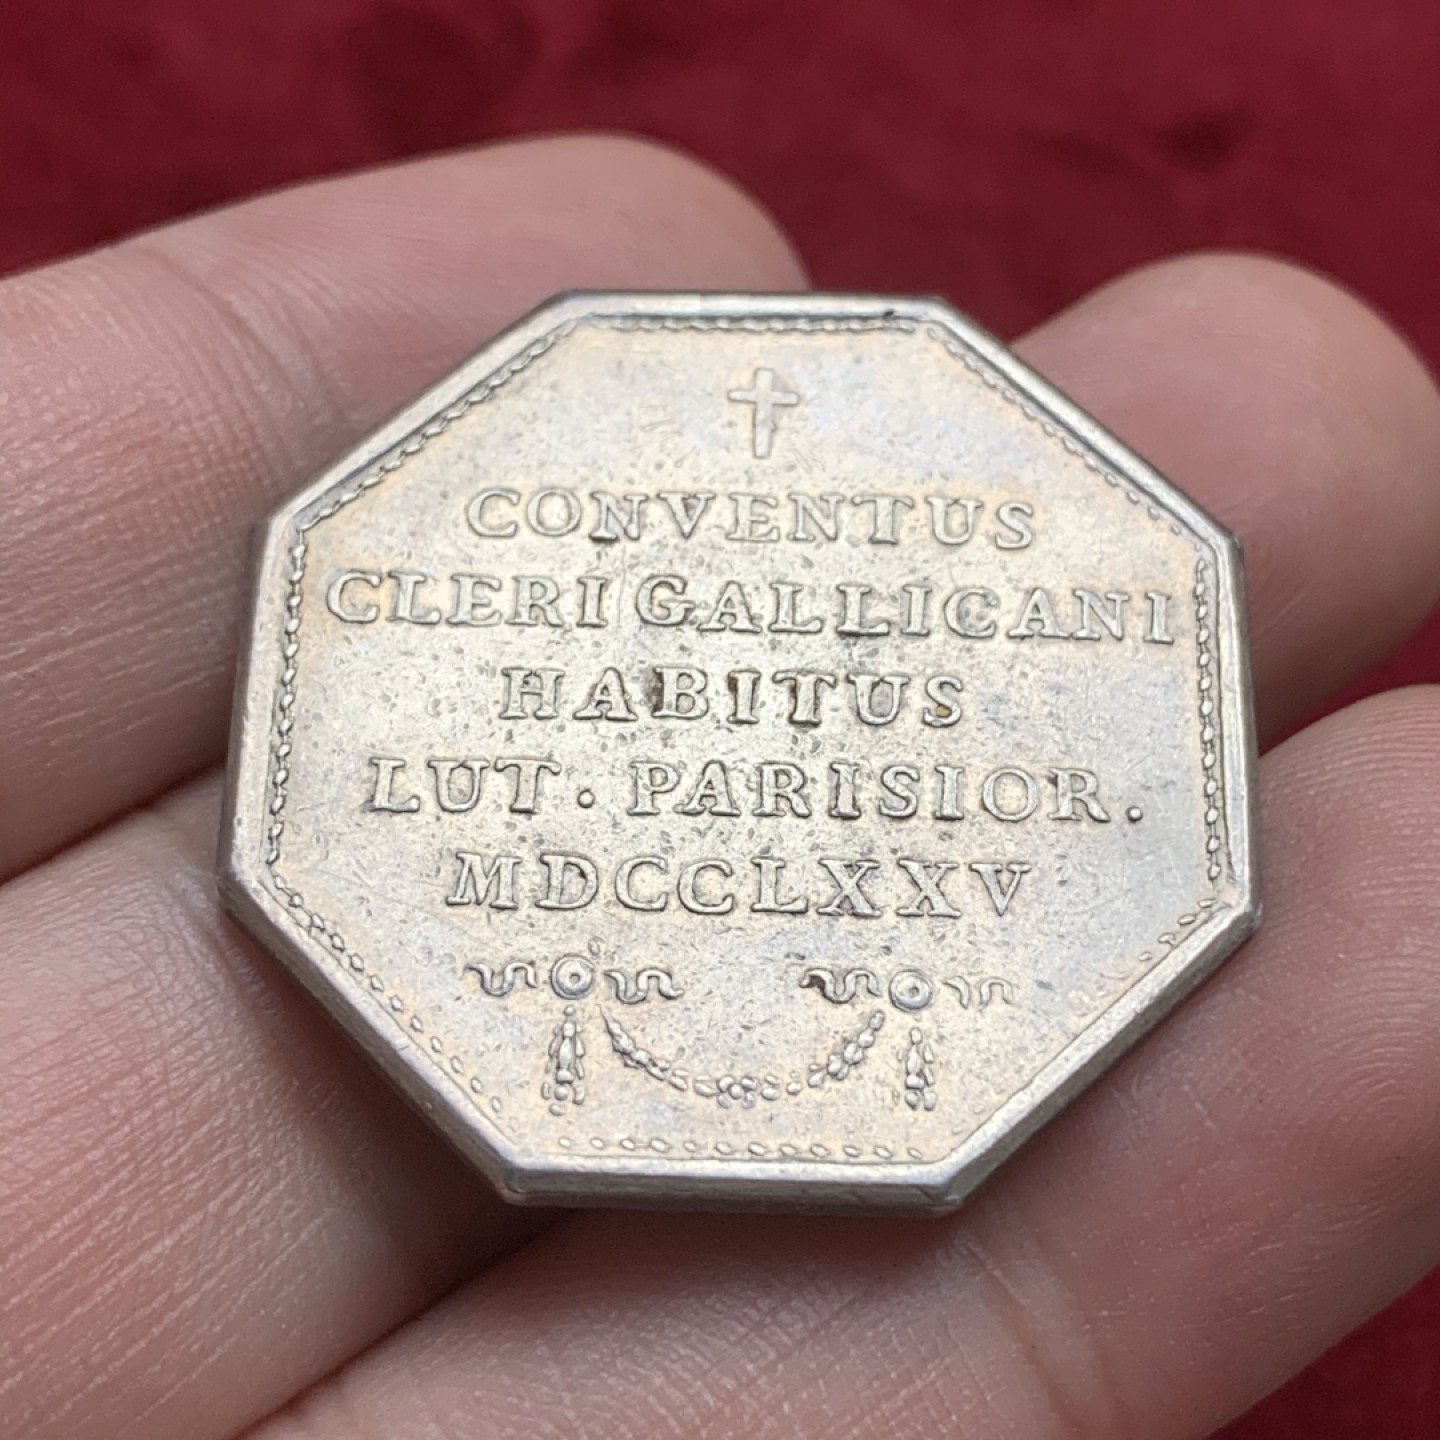 CONVENTUS
CLERI GALLICANI
HABITUS
LUT. PARISIOR.
MDCCLXXV